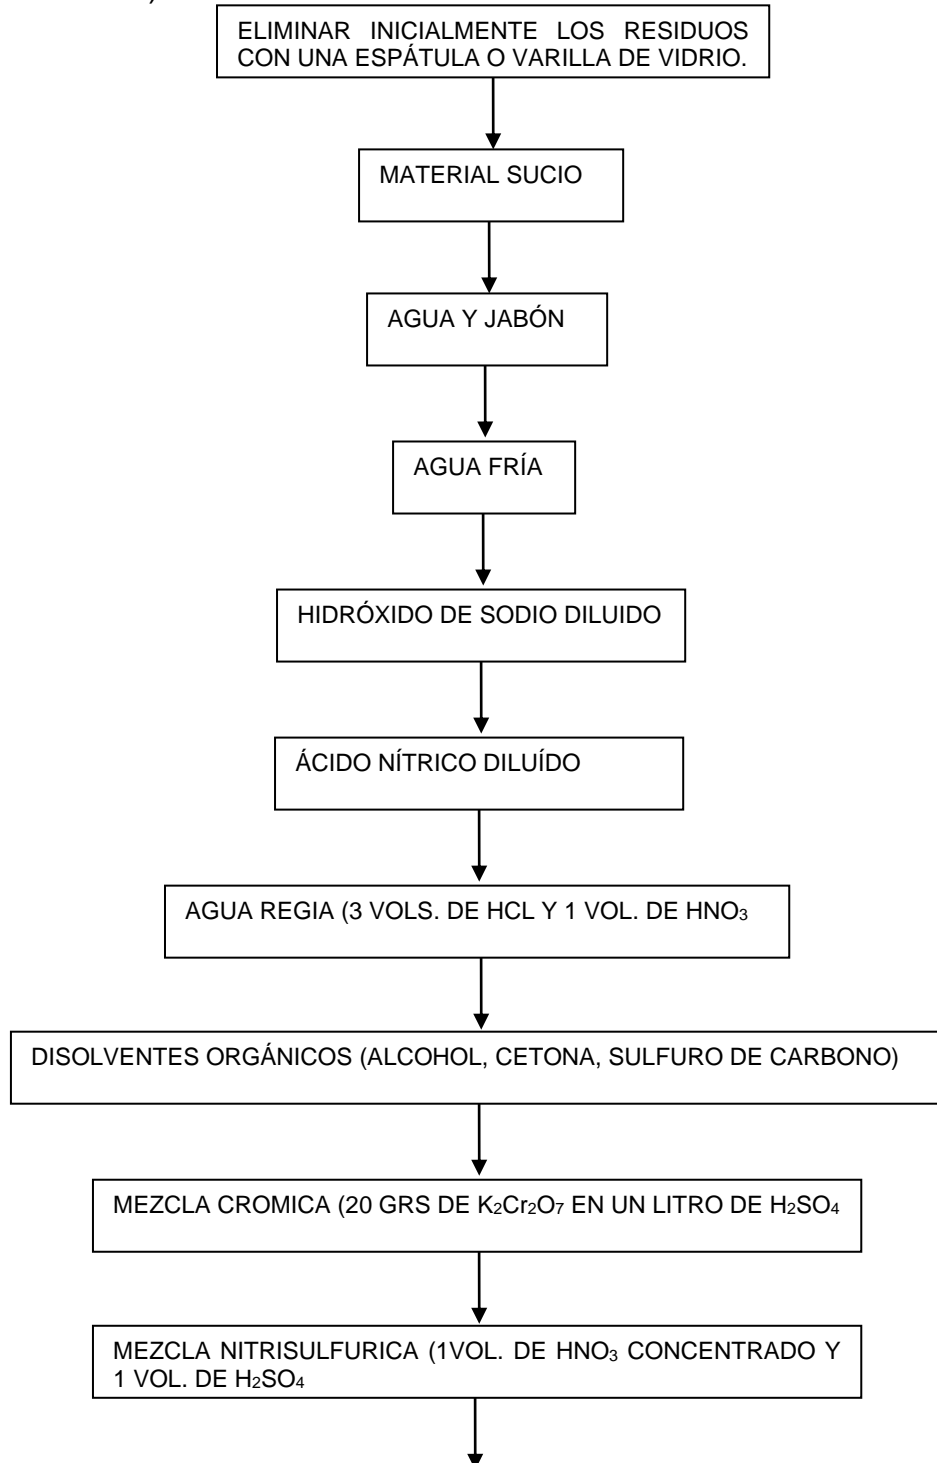 ELIMINAR INICIALMENTE LOS RESIDUOS
CON UNA ESPÁTULA O VARILLA DE VIDRIO.
MATERIAL SUCIO
AGUA Y JABÓN
AGUA FRÍA
HIDRÓXIDO DE SODIO DILUIDO
ÁCIDO NÍTRICO DILUÍDO
AGUA REGIA (3 VOLS. DE HCL Y 1 VOL. DE HNO₃
DISOLVENTES ORGÁNICOS (ALCOHOL, CETONA, SULFURO DE CARBONO)
MEZCLA CROMICA (20 GRS DE K₂Cr₂O₇ EN UN LITRO DE H₂SO₄
MEZCLA NITRISULFURICA (1VOL. DE HNO₃ CONCENTRADO Y
1 VOL. DE H₂SO₄